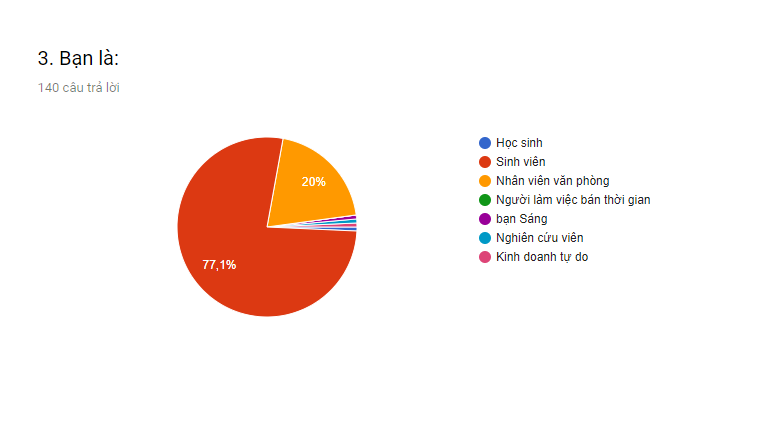 3. Bạn là:
140 câu trả lời
20%
77,1%
Học sinh
Sinh viên
Nhân viên văn phòng
Người làm việc bán thời gian
bạn Sáng
Nghiên cứu viên
Kinh doanh tự do